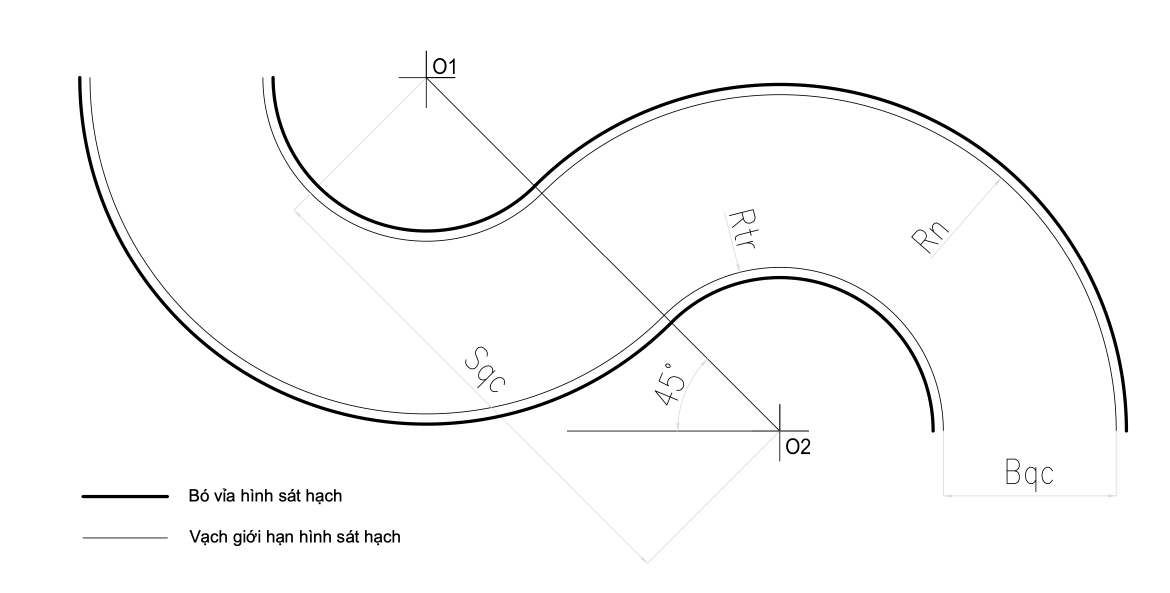 O1
Rtr
Rn
Sqc
45°
O2
Bqc
Bó vỉa hình sát hạch
Vạch giới hạn hình sát hạch